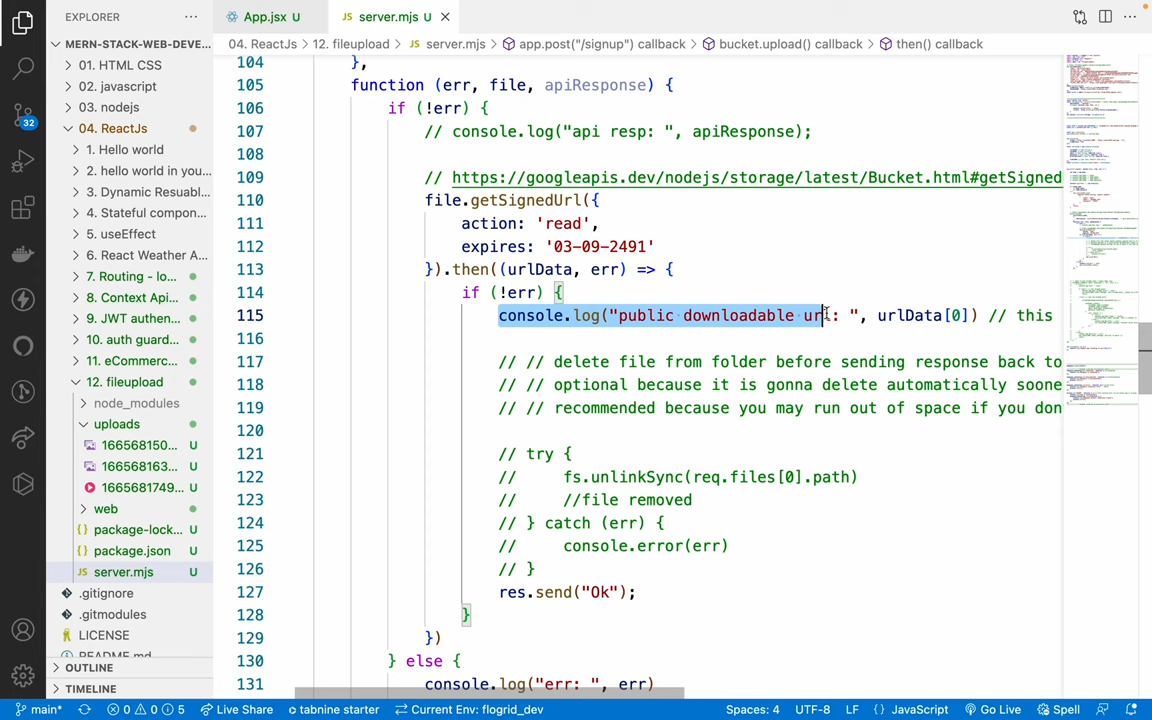 EXPLORER
App.jsx U
server.mjs U
MERN-STACK-WEB-DEVE...
01. HTML CSS
02. javascript
03. nodejs
04. ReactJs
1. Hello world
2. hello world in you...
3. Dynamic Resuabl...
4. Stateful compon...
5. useEffect
6. React Weather A...
7. Routing - lo...
8. Context Api...
9. JWT authen...
10. auth guard...
11. eCommerc...
12. fileupload
node_modules
uploads
166568150... U
166568163... U
1665681749... U
web
package-lock... U
package.json U
server.mjs U
.gitignore
.gitmodules
LICENSE
README.md
OUTLINE
TIMELINE
32
04. ReactJs > 12. fileupload > server.mjs > app.post("/signup") callback > bucket.upload() callback > then() callback
104 },
105 function (err, file, apiResponse) {
106 if (!err) {
107 // console.log("api resp: ", apiResponse);
108
109 // https://googleapis.dev/nodejs/storage/latest/Bucket.html#getSigned
110 file.getSignedUrl({
111 action: 'read',
112 expires: '03-09-2491'
113 }).then((urlData, err) => {
114 if (!err) {
115 console.log("public downloadable url: ", urlData[0]) // this
116
117 // // delete file from folder before sending response back to
118 // // optional because it is gonna delete automatically soone
119 // // recommended because you may run out of space if you don
120
121 // try {
122 // fs.unlinkSync(req.files[0].path)
123 // //file removed
124 // } catch (err) {
125 // console.error(err)
126 // }
127 res.send("Ok");
128 }
129 })
130 } else {
131 console.log("err: ", err)
main* 0 0 5 Live Share tabnine starter Current Env: flogrid_dev Spaces: 4 UTF-8 LF {} JavaScript Go Live Spell